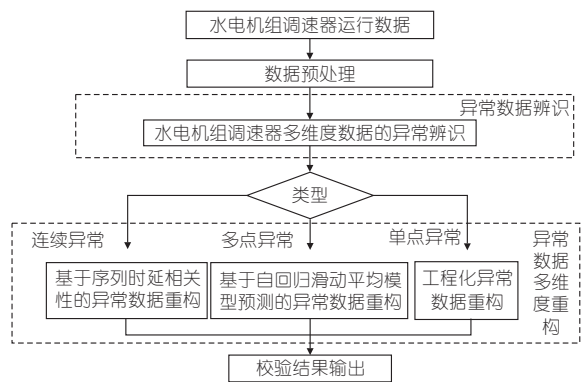 水电机组调速器运行数据
数据预处理
异常数据辨识
水电机组调速器多维度数据的异常辨识
类型
连续异常
多点异常
单点异常
基于序列时延相关
性的异常数据重构
基于自回归滑动平均模
型预测的异常数据重构
工程化异常
数据重构
异常
数据
多维
度重
构
校验结果输出